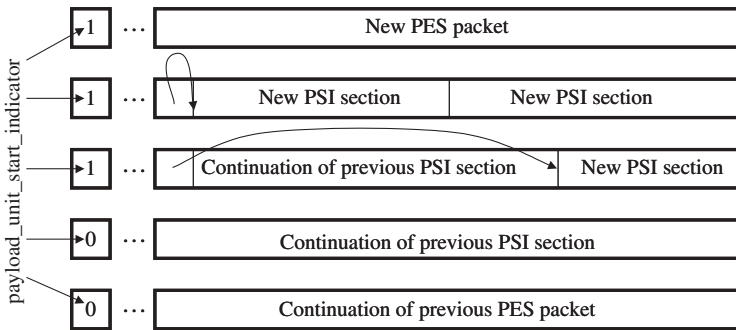 payload_unit_start_indicator
1 ... New PES packet
1 ... New PSI section New PSI section
1 ... Continuation of previous PSI section New PSI section
0 ... Continuation of previous PSI section
0 ... Continuation of previous PES packet